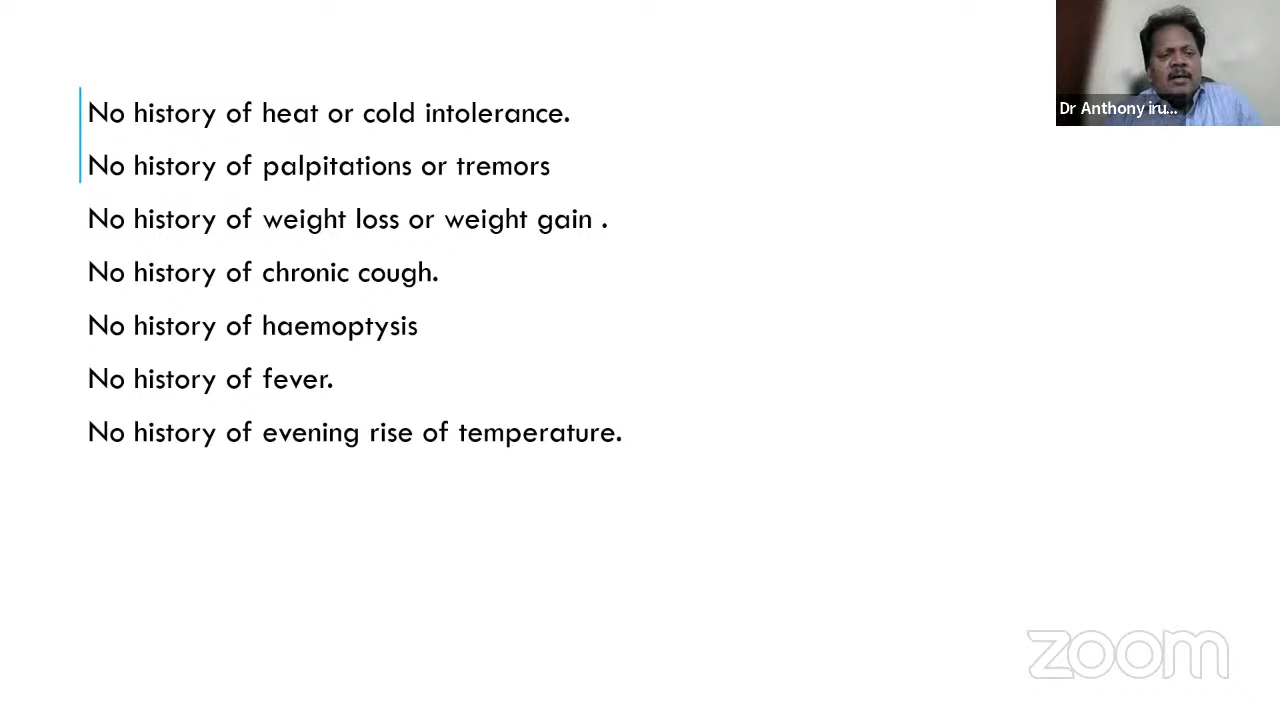 No history of heat or cold intolerance.
No history of palpitations or tremors
No history of weight loss or weight gain .
No history of chronic cough.
No history of haemoptysis
No history of fever.
No history of evening rise of temperature.
Dr Anthony iru...
zoom